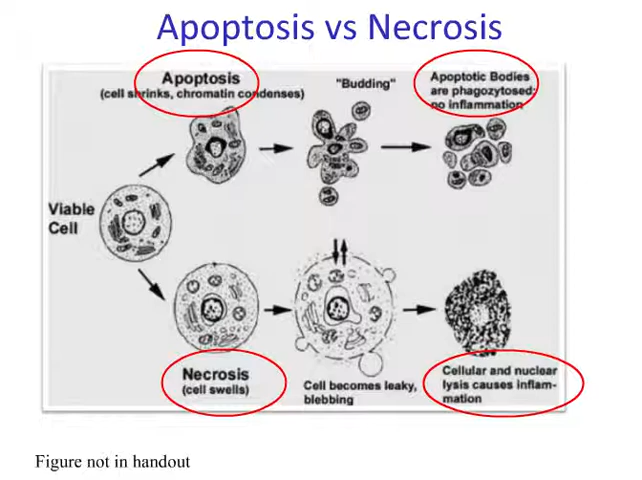 Apoptosis vs Necrosis
Apoptosis
(cell shrinks, chromatin condenses)
"Budding"
Apoptotic Bodies
are phagozytosed;
no inflammation
Viable
Cell
Necrosis
(cell swells)
Cell becomes leaky,
blebbing
Cellular and nuclear
lysis causes inflam-
mation
Figure not in handout